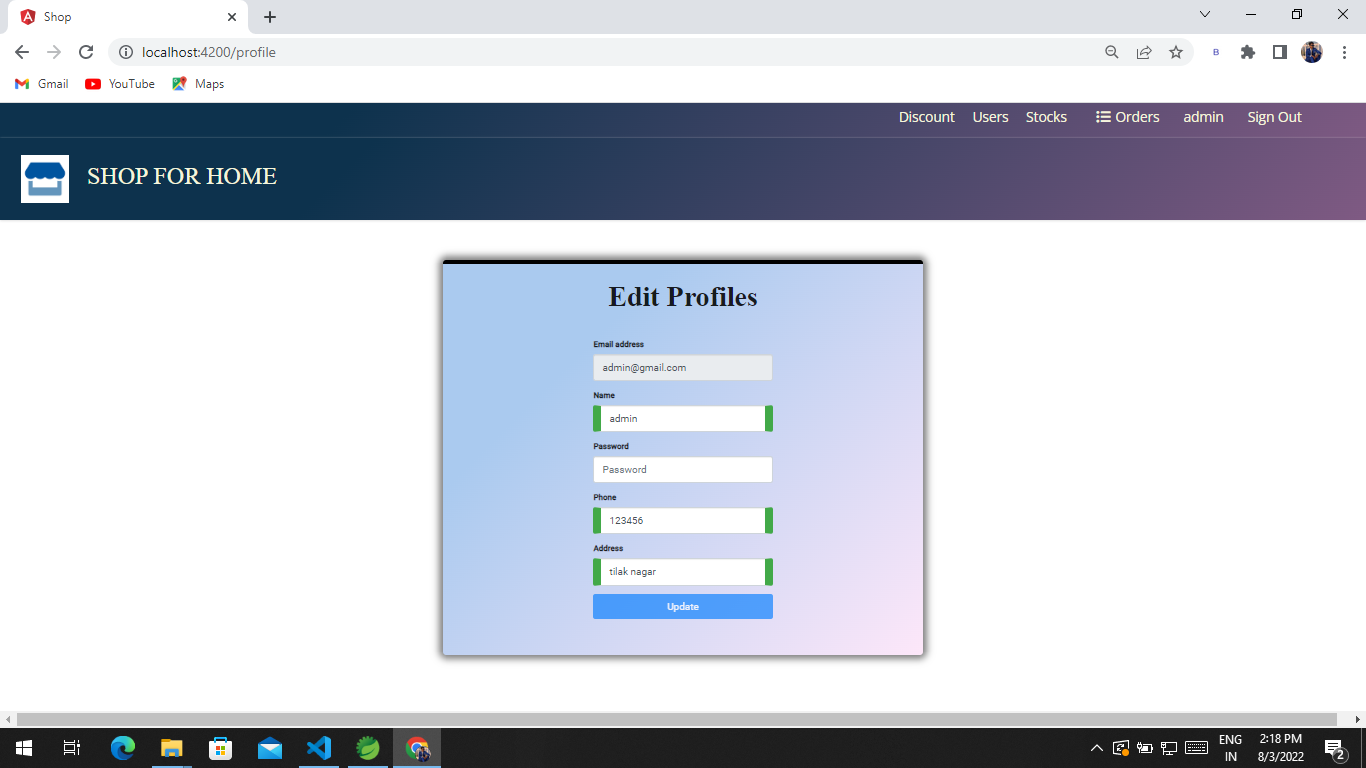 Shop
localhost:4200/profile
B
Gmail YouTube Maps
Discount Users Stocks Orders admin Sign Out
SHOP FOR HOME
Edit Profiles
Email address
admin@gmail.com
Name
admin
Password
Password
Phone
123456
Address
tilak nagar
Update
ENG 2:18 PM
IN 8/3/2022
2